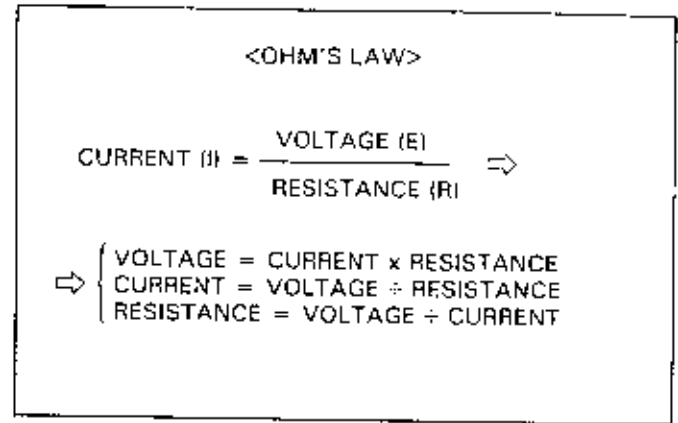 <OHM'S LAW>
CURRENT (I) = VOLTAGE (E)
RESISTANCE (R) ⇨
⇨ { VOLTAGE = CURRENT x RESISTANCE
CURRENT = VOLTAGE ÷ RESISTANCE
RESISTANCE = VOLTAGE ÷ CURRENT